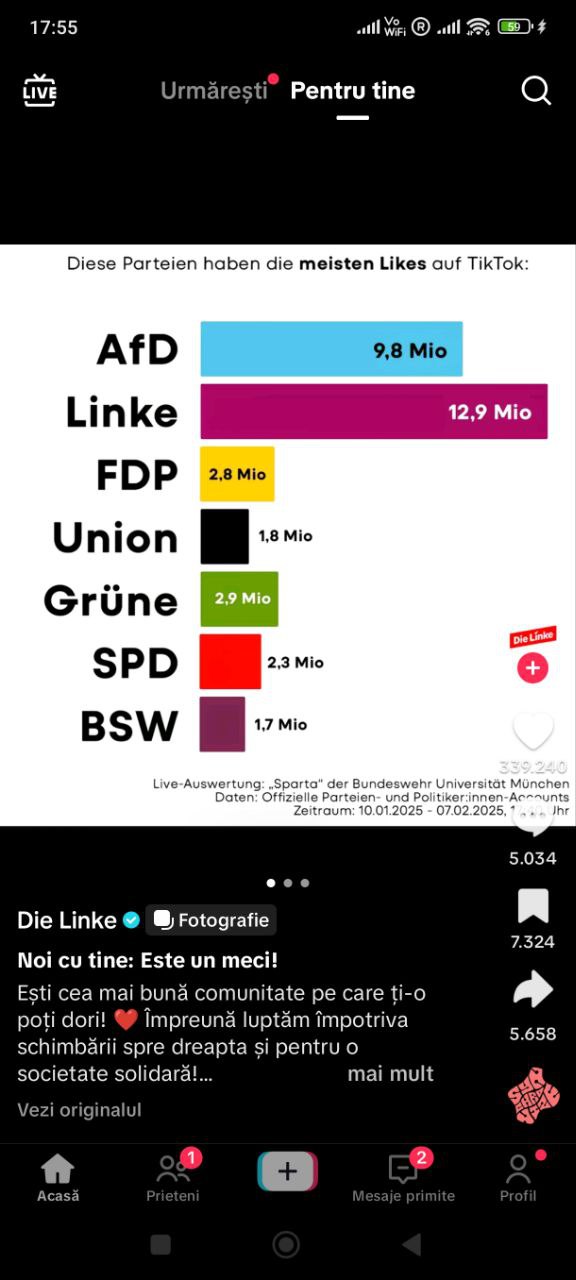 17:55
Vo
WiFi
R
59
LIVE
Urmărești
Pentru tine
Diese Parteien haben die meisten Likes auf TikTok:
AfD
9,8 Mio
Linke
12,9 Mio
FDP
2,8 Mio
Union
1,8 Mio
Grüne
2,9 Mio
SPD
2,3 Mio
BSW
1,7 Mio
Die Linke
339.240
Live-Auswertung: „Sparta“ der Bundeswehr Universität München
Daten: Offizielle Parteien- und Politiker:innen-Accounts
Zeitraum: 10.01.2025 - 07.02.2025, Uhr
5.034
Die Linke
Fotografie
7.324
Noi cu tine: Este un meci!
Ești cea mai bună comunitate pe care ți-o
poți dori! ❤️ Împreună luptăm împotriva
schimbării spre dreapta și pentru o
societate solidară!...
mai mult
5.658
Vezi originalul
1
2
Acasă
Prieteni
Mesaje primite
Profil